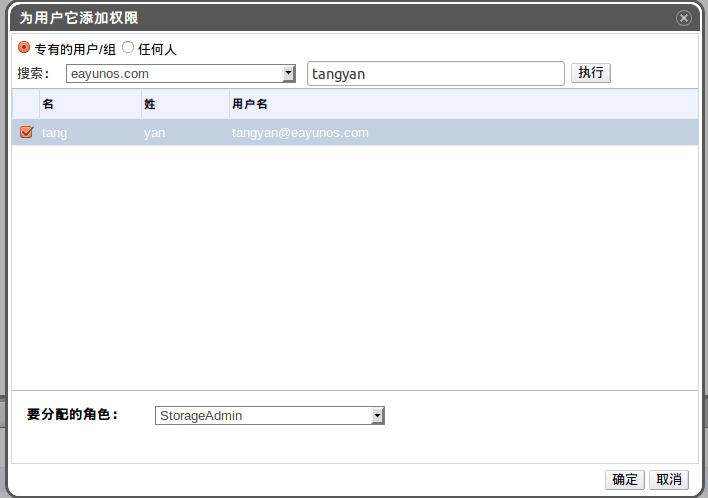 为用户它添加权限
专有的用户/组 任何人
搜索: eayunos.com tangyan 执行
名 姓 用户名
tang yan tangyan@eayunos.com
要分配的角色: StorageAdmin
确定 取消